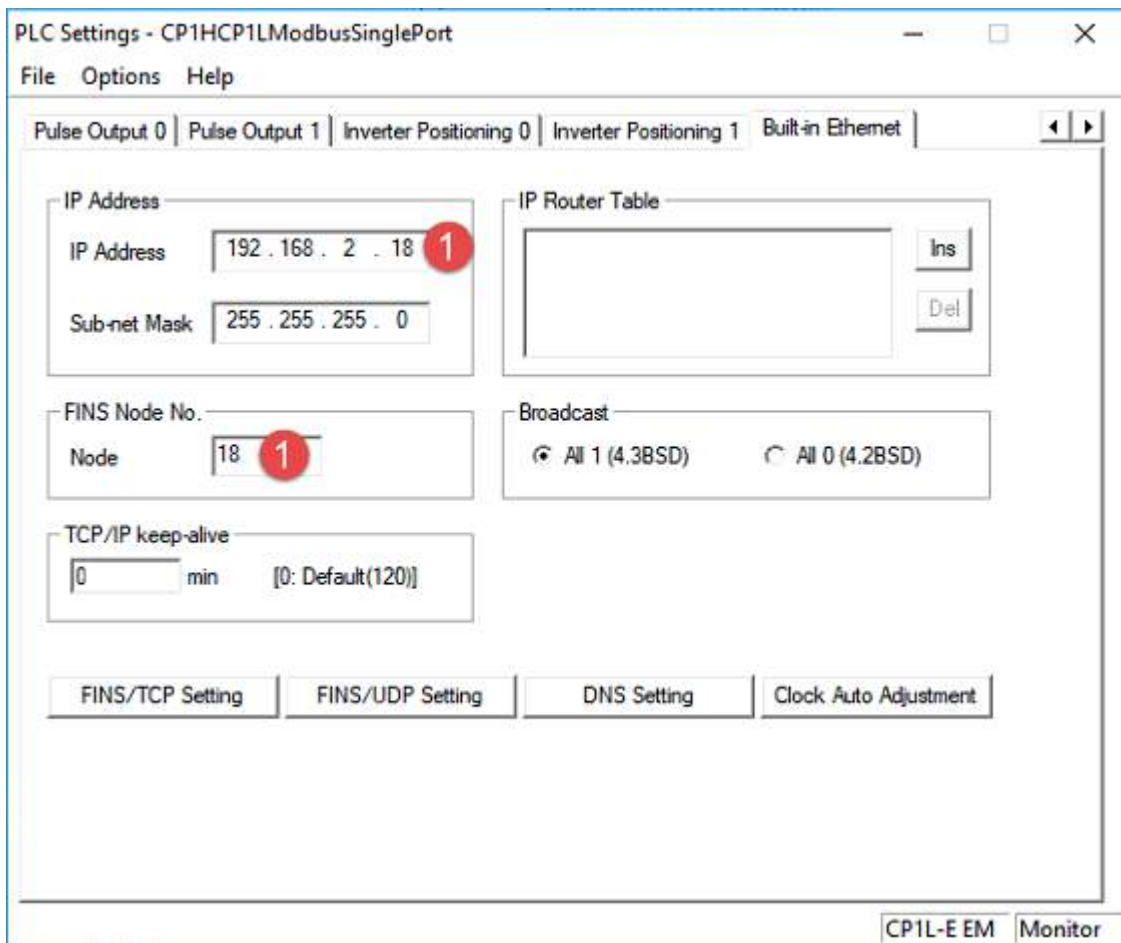 PLC Settings - CP1HCP1LModbusSinglePort
File Options Help
Pulse Output 0 Pulse Output 1 Inverter Positioning 0 Inverter Positioning 1 Built-in Ethernet
IP Address
IP Address 192 . 168 . 2 . 18 1
Sub-net Mask 255 . 255 . 255 . 0
IP Router Table
Ins
Del
FINS Node No.
Node 18 1
Broadcast
All 1 (4.3BSD) All 0 (4.2BSD)
TCP/IP keep-alive
0 min [0: Default(120)]
FINS/TCP Setting FINS/UDP Setting DNS Setting Clock Auto Adjustment
CP1L-E EM Monitor